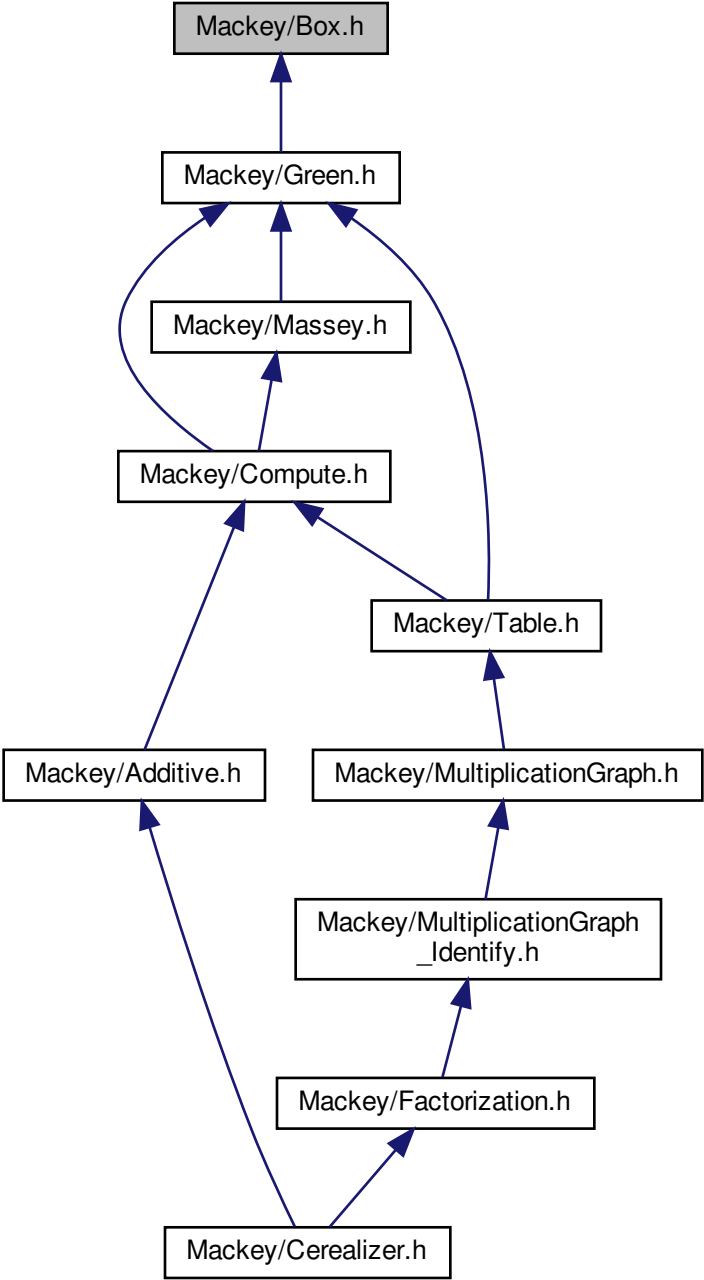 Mackey/Box.h
Mackey/Green.h
Mackey/Massey.h
Mackey/Compute.h
Mackey/Table.h
Mackey/Additive.h
Mackey/MultiplicationGraph.h
Mackey/MultiplicationGraph
_Identify.h
Mackey/Factorization.h
Mackey/Cerealizer.h